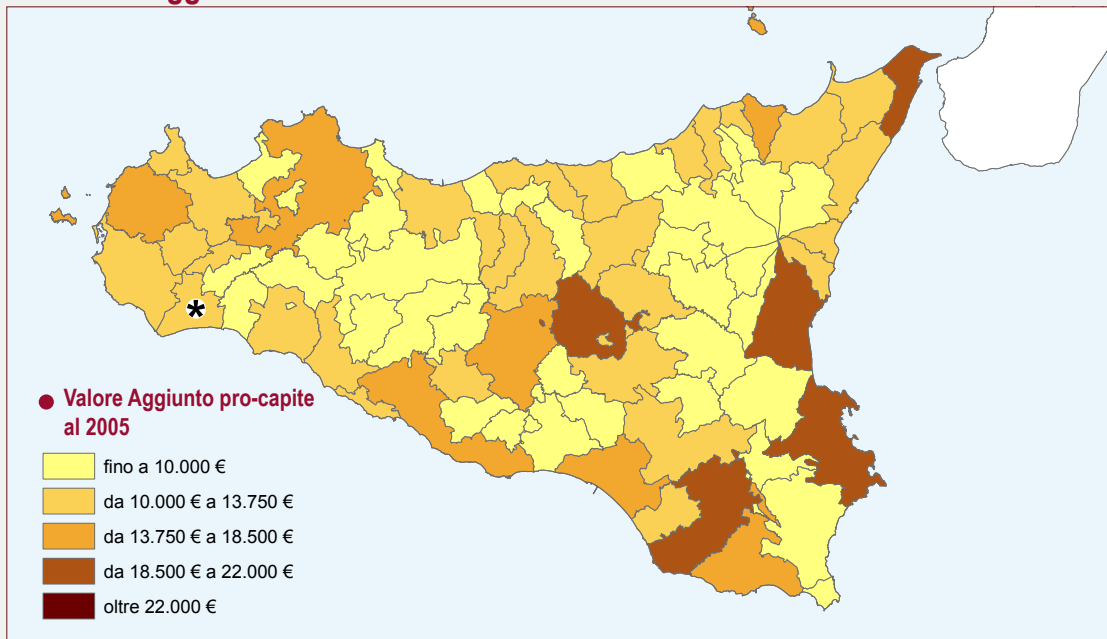 Valore Aggiunto pro-capite
al 2005
fino a 10.000 €
da 10.000 € a 13.750 €
da 13.750 € a 18.500 €
da 18.500 € a 22.000 €
oltre 22.000 €